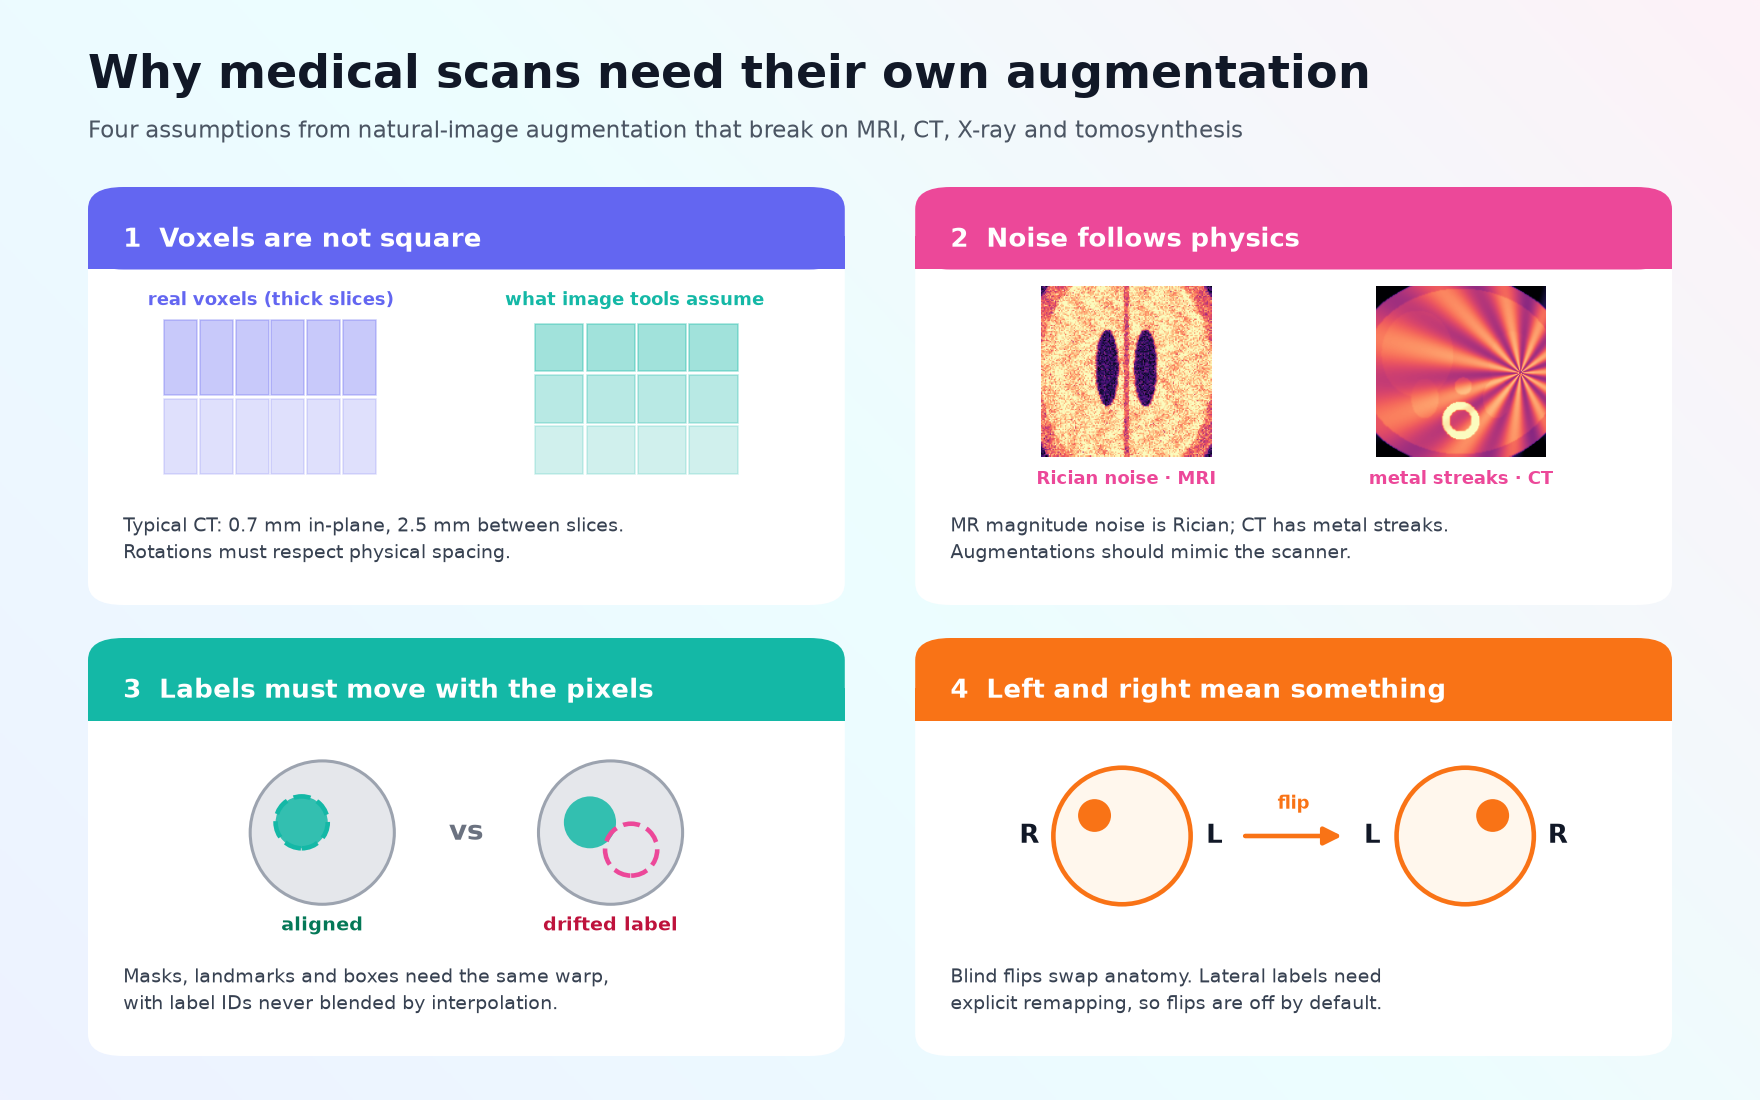 Why medical scans need their own augmentation
Four assumptions from natural-image augmentation that break on MRI, CT, X-ray and tomosynthesis
1 Voxels are not square
real voxels (thick slices)
what image tools assume
Typical CT: 0.7 mm in-plane, 2.5 mm between slices.
Rotations must respect physical spacing.
2 Noise follows physics
Rician noise · MRI
metal streaks · CT
MR magnitude noise is Rician; CT has metal streaks.
Augmentations should mimic the scanner.
3 Labels must move with the pixels
vs
aligned
drifted label
Masks, landmarks and boxes need the same warp,
with label IDs never blended by interpolation.
4 Left and right mean something
flip
R L L R
Blind flips swap anatomy. Lateral labels need
explicit remapping, so flips are off by default.